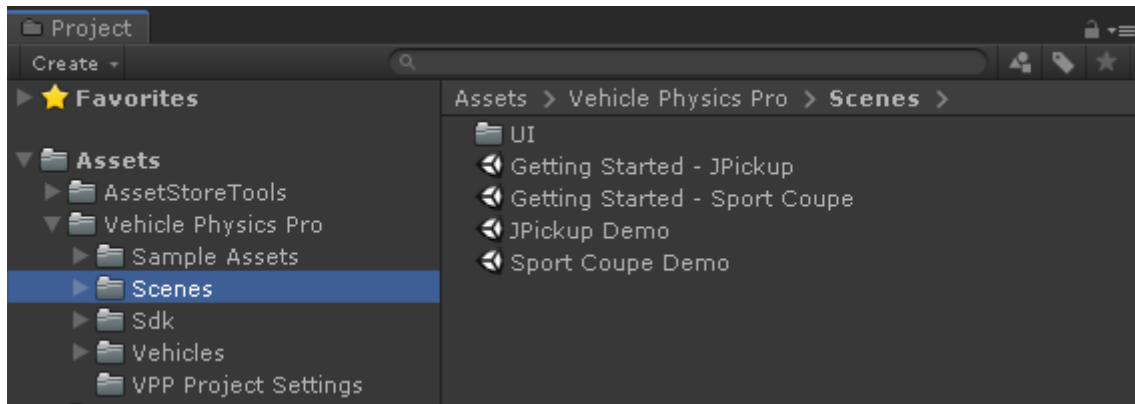 Project
Create
Favorites
Assets
AssetStoreTools
Vehicle Physics Pro
Sample Assets
Scenes
Sdk
Vehicles
VPP Project Settings
Assets > Vehicle Physics Pro > Scenes >
UI
Getting Started - JPickup
Getting Started - Sport Coupe
JPickup Demo
Sport Coupe Demo